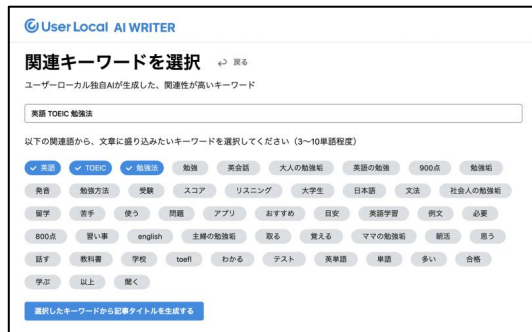 User Local AI WRITER
関連キーワードを選択 戻る
ユーザーローカル独自AIが生成した、関連性が高いキーワード
英語 TOEIC 勉強法
以下の関連語から、文章に盛り込みたいキーワードを選択してください（3〜10単語程度）
英語 TOEIC 勉強法 勉強 英会話 大人の勉強垢 英語の勉強 900点 勉強垢
発音 勉強方法 受験 スコア リスニング 大学生 日本語 文法 社会人の勉強垢
留学 苦手 使う 問題 アプリ おすすめ 目安 英語学習 例文 必要
800点 習い事 english 主婦の勉強垢 取る 覚える ママの勉強垢 朝活 思う
話す 教科書 学校 toefl わかる テスト 英単語 単語 多い 合格
学ぶ 以上 聞く
選択したキーワードから記事タイトルを生成する